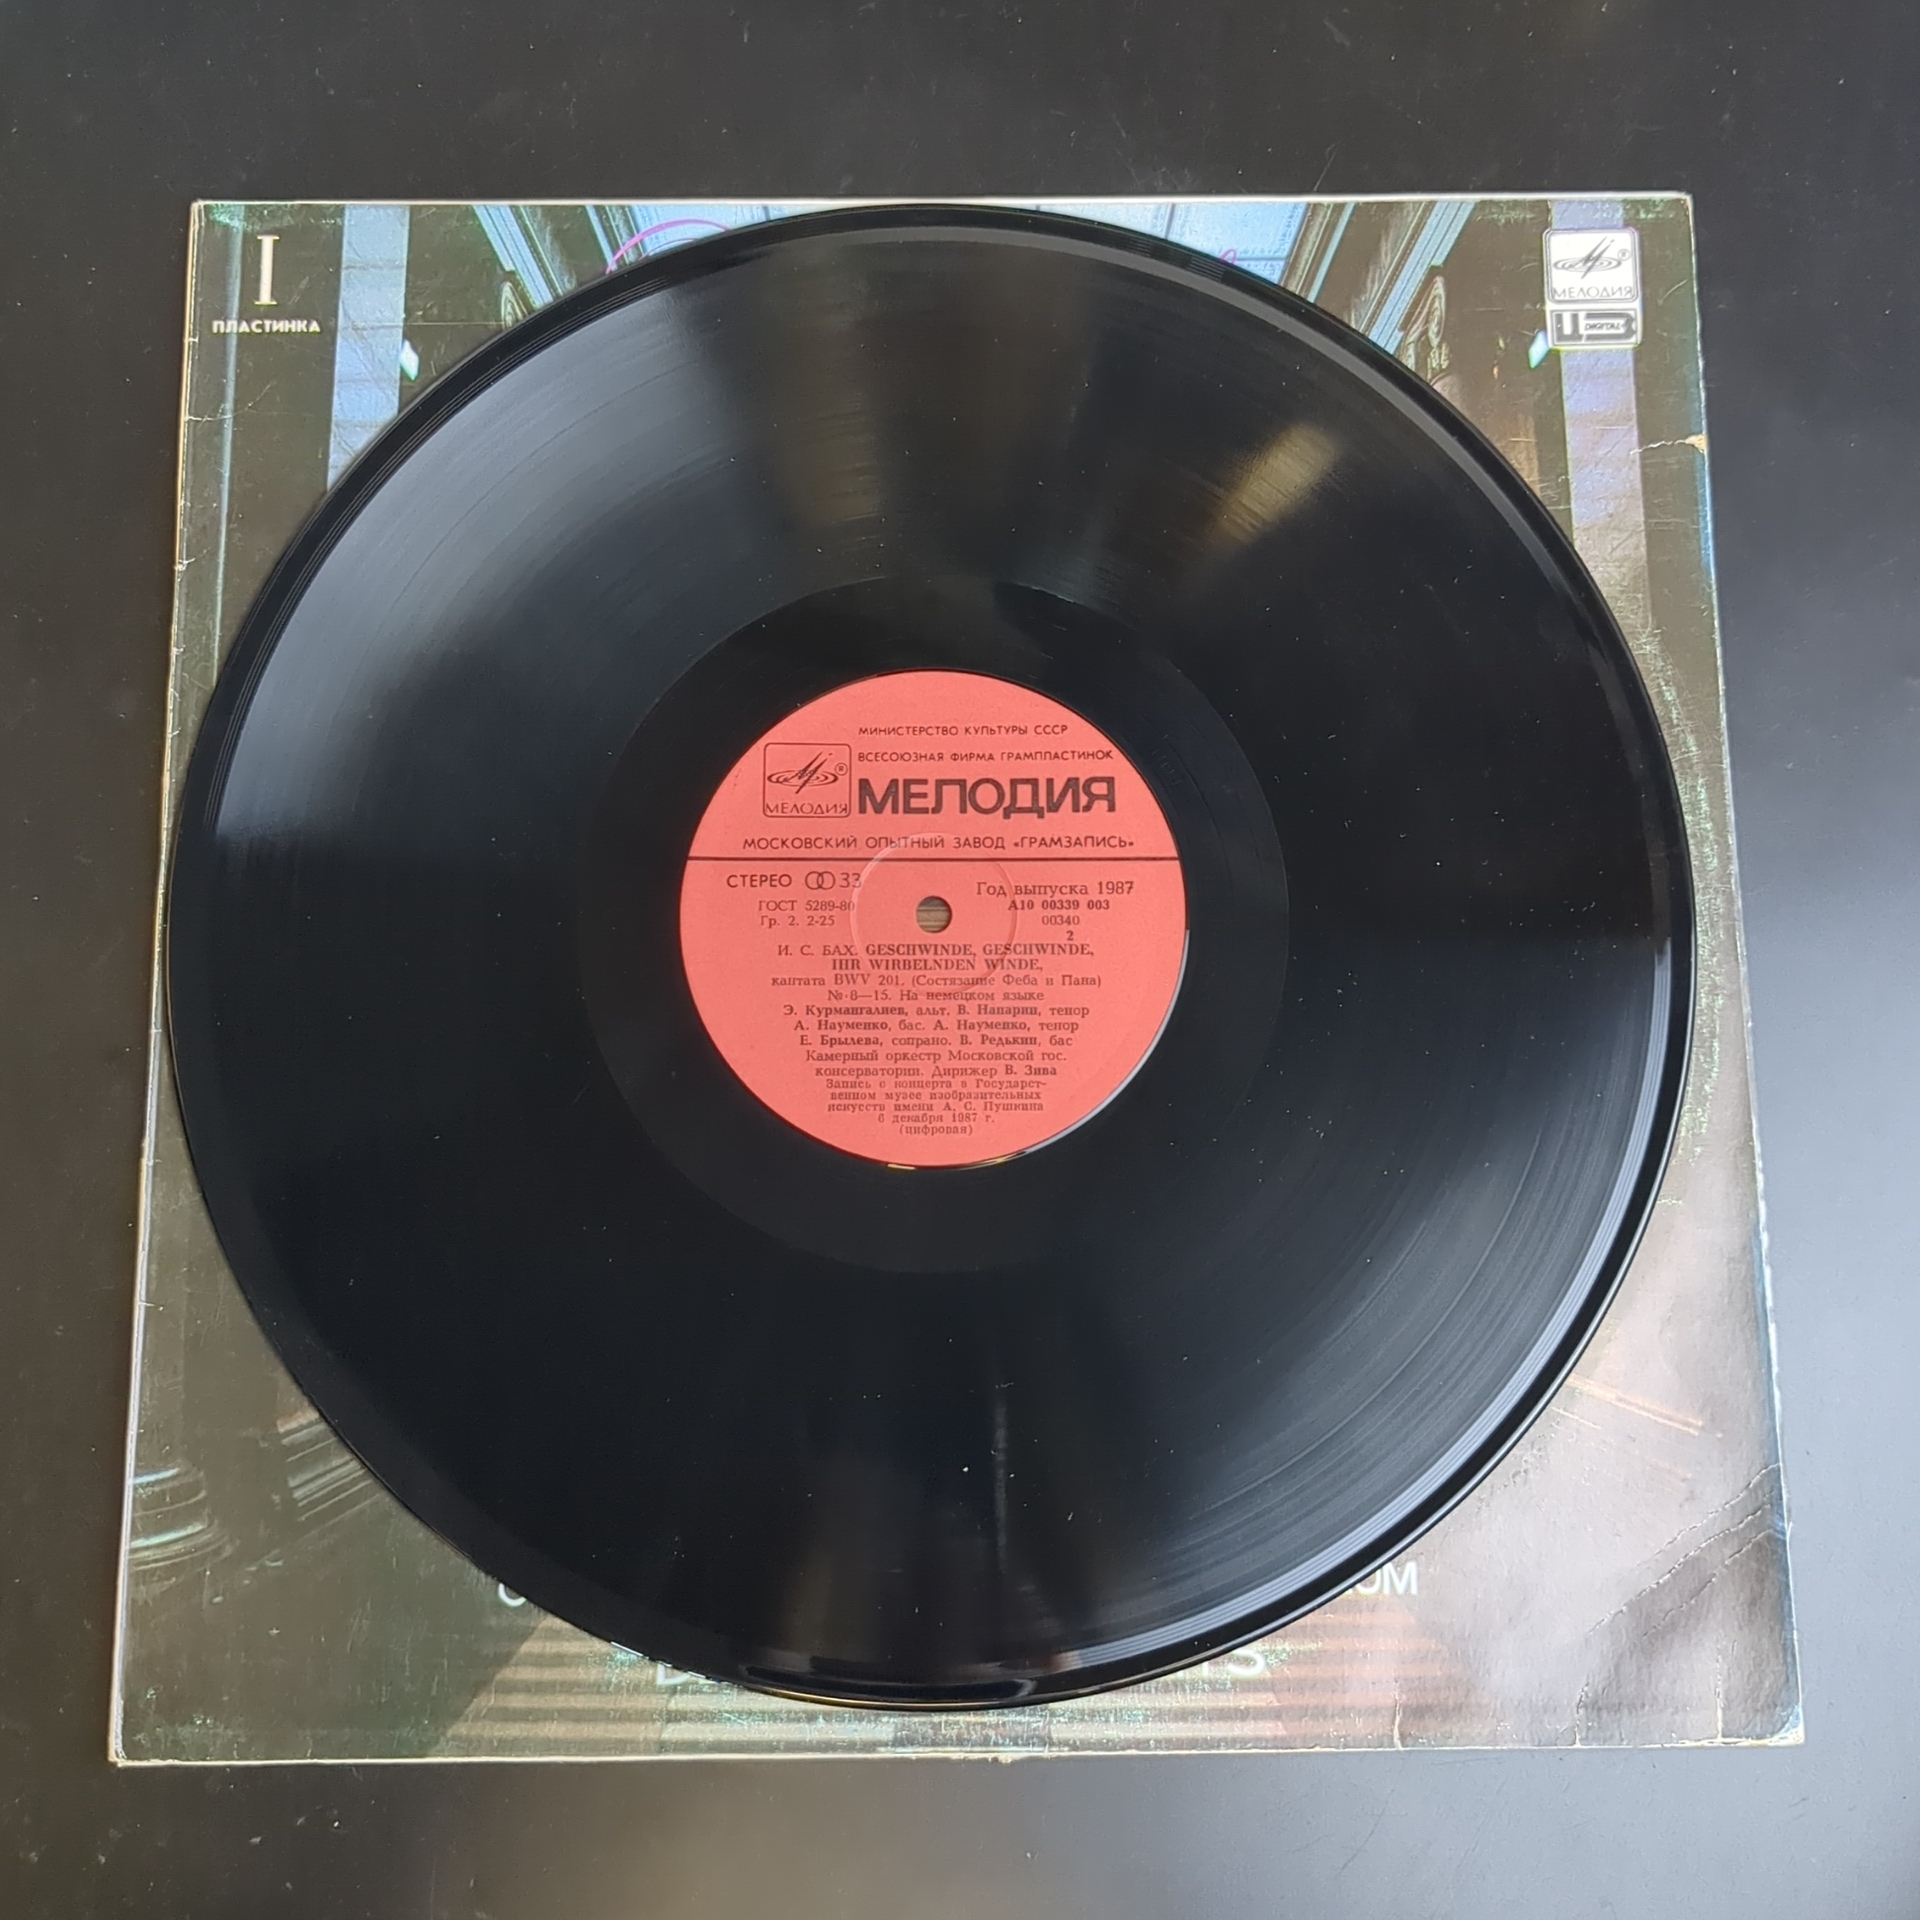 I
ПЛАСТИНКА
МЕЛОДИЯ
DIGITAL
МИНИСТЕРСТВО КУЛЬТУРЫ СССР
ВСЕСОЮЗНАЯ ФИРМА ГРАМПЛАСТИНОК
МЕЛОДИЯ
МЕЛОДИЯ
МОСКОВСКИЙ ОПЫТНЫЙ ЗАВОД «ГРАМЗАПИСЬ»
СТЕРЕО 33
Год выпуска 1987
ГОСТ 5289-80
А10 00339 003
Гр. 2. 2-25
00340
2
И. С. БАХ. GESCHWINDE, GESCHWINDE,
IHR WIRBELNDEN WINDE,
кантата BWV 201. (Состязание Феба и Пана)
№ 8—15. На немецком языке
Э. Курмангалиев, альт. В. Напарин, тенор
А. Науменко, бас. А. Науменко, тенор
Е. Брылева, сопрано. В. Редькин, бас
Камерный оркестр Московской гос.
консерватории. Дирижер В. Зива
Запись с концерта в Государст-
венном музее изобразительных
искусств имени А. С. Пушкина
6 декабря 1987 г.
(цифровая)